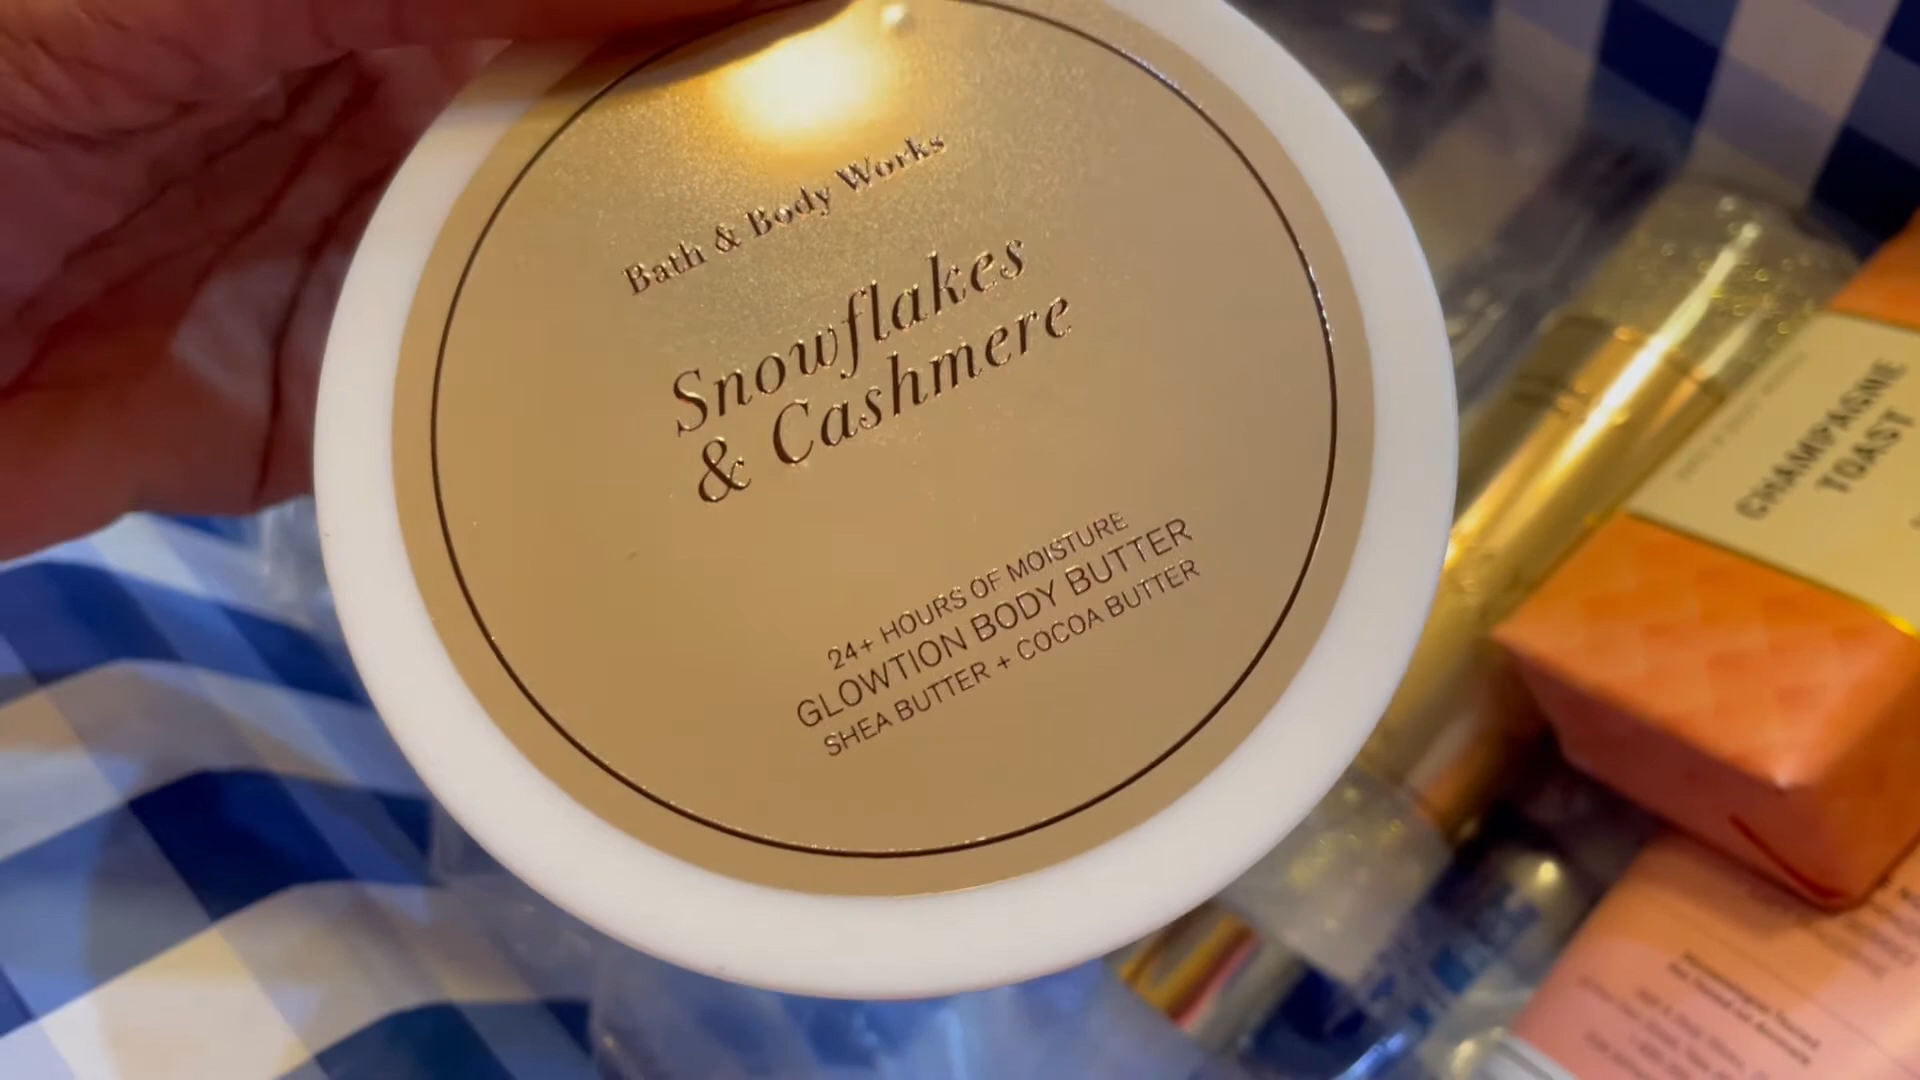 Bath & Body Works
Snowflakes
& Cashmere
24+ HOURS OF MOISTURE
GLOWTION BODY BUTTER
SHEA BUTTER + COCOA BUTTER
CHAMPAGNE
TOAST